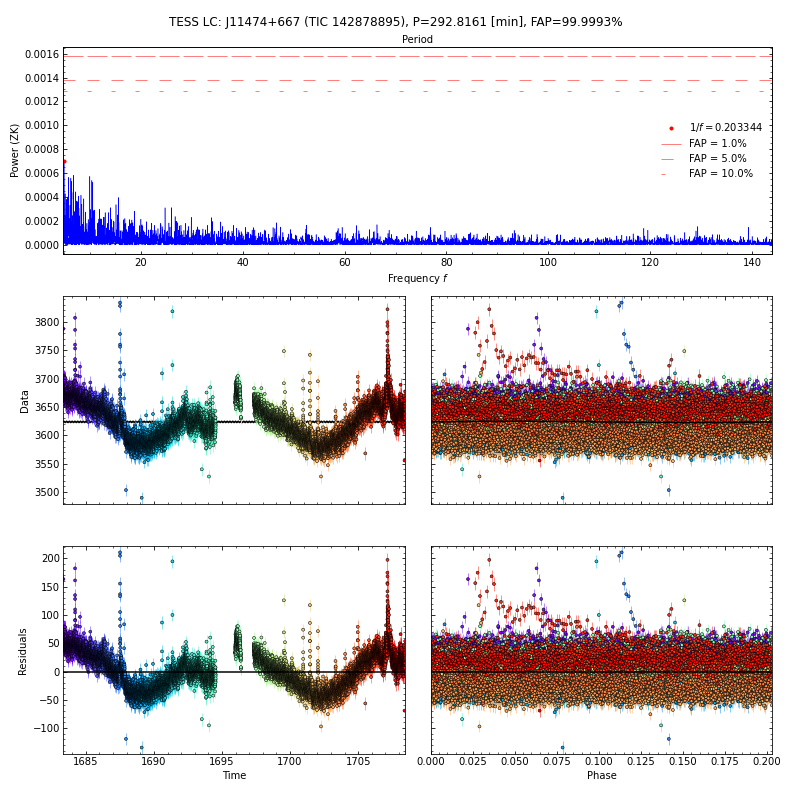 TESS LC: J11474+667 (TIC 142878895), P=292.8161 [min], FAP=99.9993%
Period
Power (ZK)
0.0016
0.0014
0.0012
0.0010
0.0008
0.0006
0.0004
0.0002
0.0000
1/f = 0.203344
FAP = 1.0%
FAP = 5.0%
FAP = 10.0%
20 40 60 80 100 120 140
Frequency f
Data
3800
3750
3700
3650
3600
3550
3500
Residuals
200
150
100
50
0
−50
−100
1685 1690 1695 1700 1705
Time
0.000 0.025 0.050 0.075 0.100 0.125 0.150 0.175 0.200
Phase